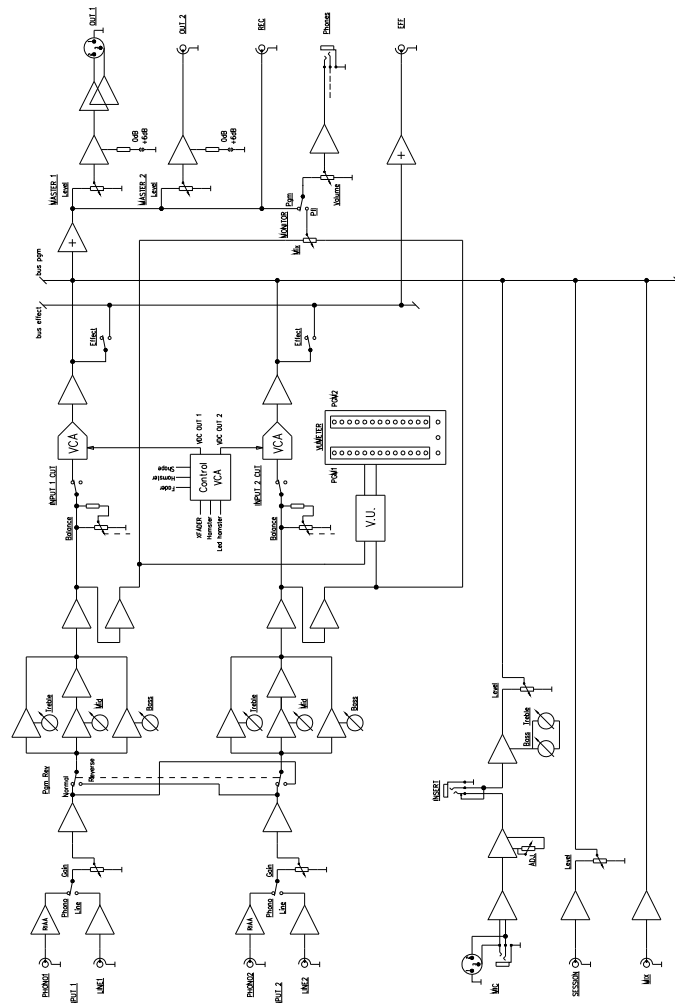 OUT 1
OUT 2
REC
Phones
EFF
0dB
+6dB
0dB
+6dB
MASTER 1
Level
MASTER 2
Level
Pgm
Pfl
MONITOR
Volume
Mix
+
+
bus pgm
bus effect
Effect
Effect
VCA
VCA
INPUT 1 CUT
INPUT 2 CUT
VDC OUT 1
VDC OUT 2
Control
VCA
Shape
Hamster
Fader
XFADER
Hamster
Led hamster
PGM2
VUMETER
PGM1
V.U.
Balance
Balance
Treble
Mid
Bass
Treble
Mid
Bass
Pgm Rev
Normal
Reverse
Gain
Gain
Phono
Line
Phono
Line
RIAA
RIAA
PHONO1
INPUT 1
LINE1
PHONO2
INPUT 2
LINE2
Level
Treble
Bass
INSERT
ADJ
MIC
Level
SESSION
MIX